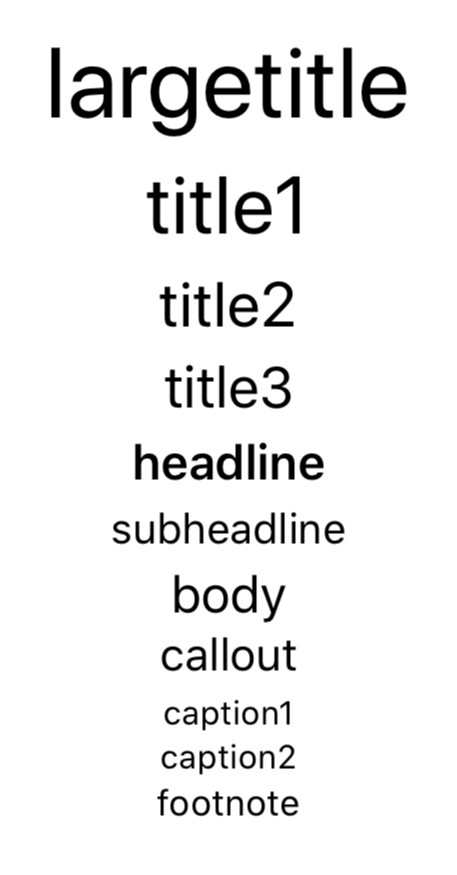 largetitle
title1
title2
title3
headline
subheadline
body
callout
caption1
caption2
footnote